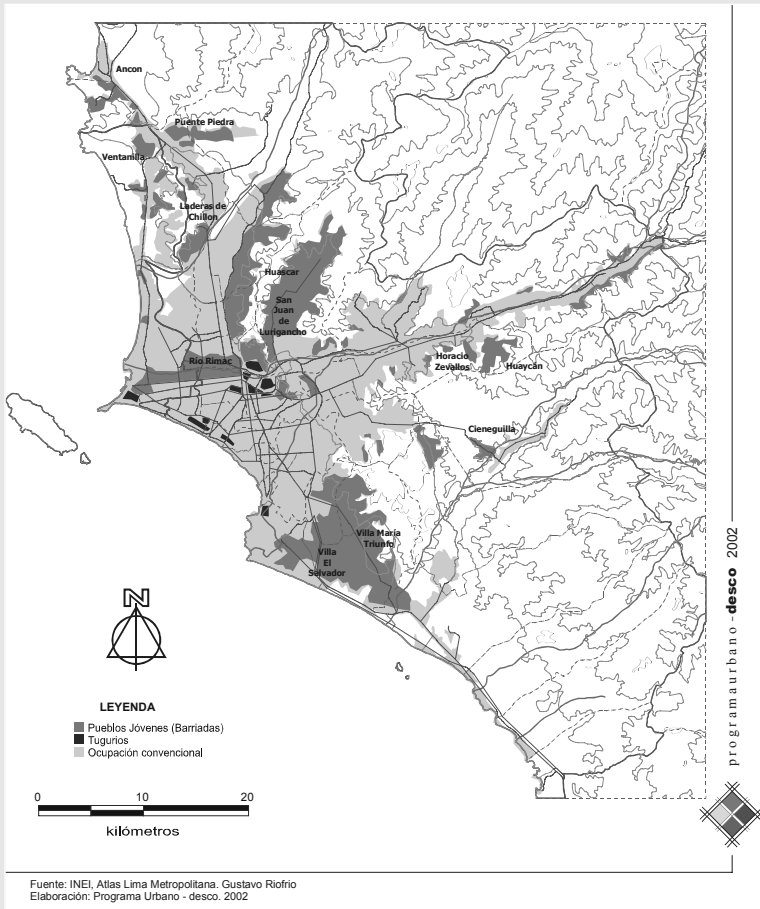 Ancon
Puente Piedra
Ventanilla
Laderas de
Chillon
Huascar
San
Juan
de
Lurigancho
Rio Rimac
Horacio
Zevallos
Huaycán
Cieneguilla
Villa María
Triunfo
Villa
El
Salvador
N
LEYENDA
Pueblos Jóvenes (Barriadas)
Tugurios
Ocupación convencional
0 10 20
kilómetros
programaurbano - desco 2002
Fuente: INEI, Atlas Lima Metropolitana. Gustavo Riofrio
Elaboración: Programa Urbano - desco. 2002